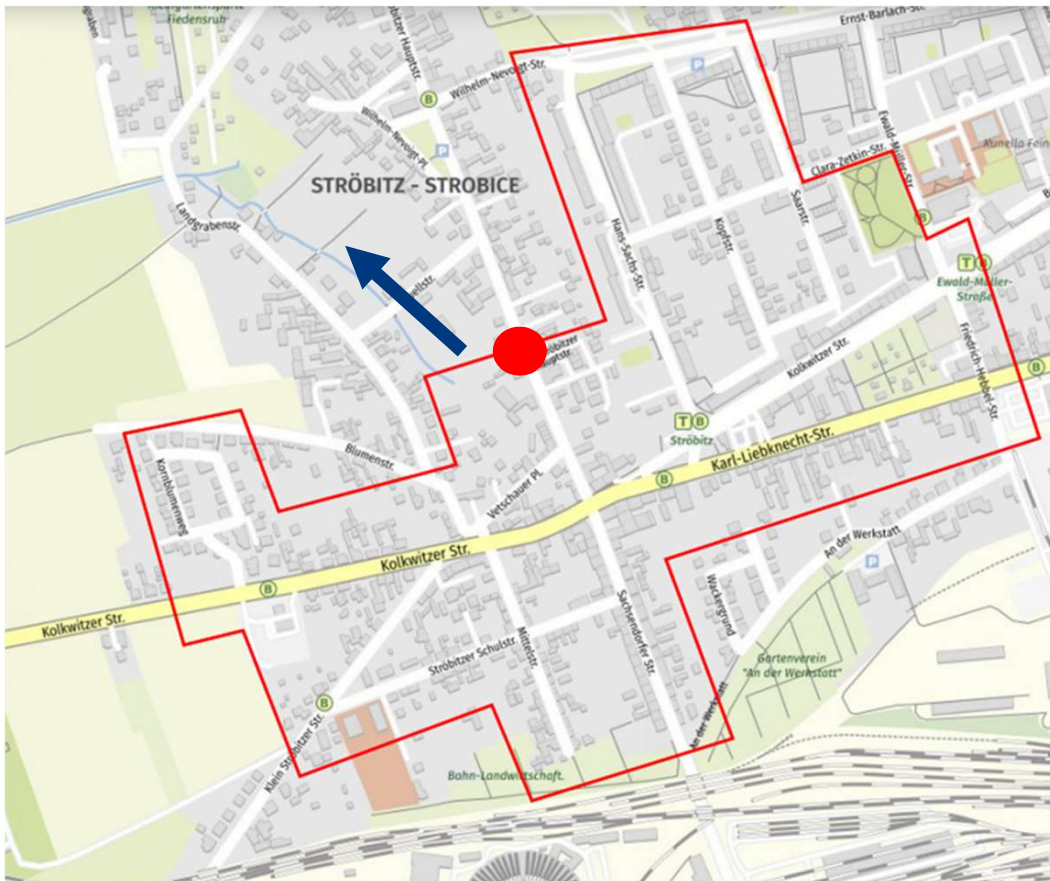 Fiedensruh
Ernst-Barlach-Str.
Wilhelm-Nevoigt-Str.
B
P
Wilhelm-Nevoigt-Pl.
P
Ewald-Müller-Str.
Clara-Zetkin-Str.
STRÖBITZ - STROBICE
Landgrabenstr.
Hans-Sachs-Str.
Kopfstr.
Saarstr.
B
T B
Ewald-Müller-
Straße
Ströbitzer
Kolkwitzer Str.
Friedrich-Hebbel-Str.
B
T B
Ströbitz
Blumenstr.
Karl-Liebknecht-Str.
Kornblumenweg
Vetschauer Pl.
B
Kolkwitzer Str.
An der Werkstatt
P
B
Kolkwitzer Str.
Wackergrund
Sachsendorfer Str.
Ströbitzer Schulstr.
Mittelstr.
Gartenverein
"An der Werkstatt"
B
Klein Ströbitzer Str.
An der Werkstatt
Bahn-Landwirtschaft.